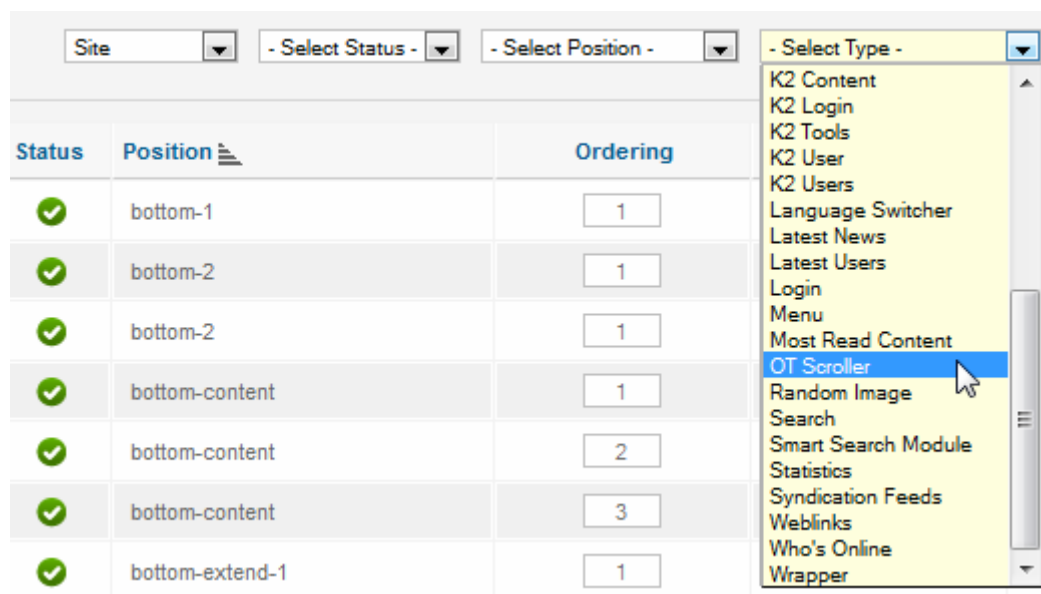 Site
- Select Status -
- Select Position -
- Select Type -
Status
Position
Ordering
bottom-1
1
bottom-2
1
bottom-2
1
bottom-content
1
bottom-content
2
bottom-content
3
bottom-extend-1
1
K2 Content
K2 Login
K2 Tools
K2 User
K2 Users
Language Switcher
Latest News
Latest Users
Login
Menu
Most Read Content
OT Scroller
Random Image
Search
Smart Search Module
Statistics
Syndication Feeds
Weblinks
Who's Online
Wrapper